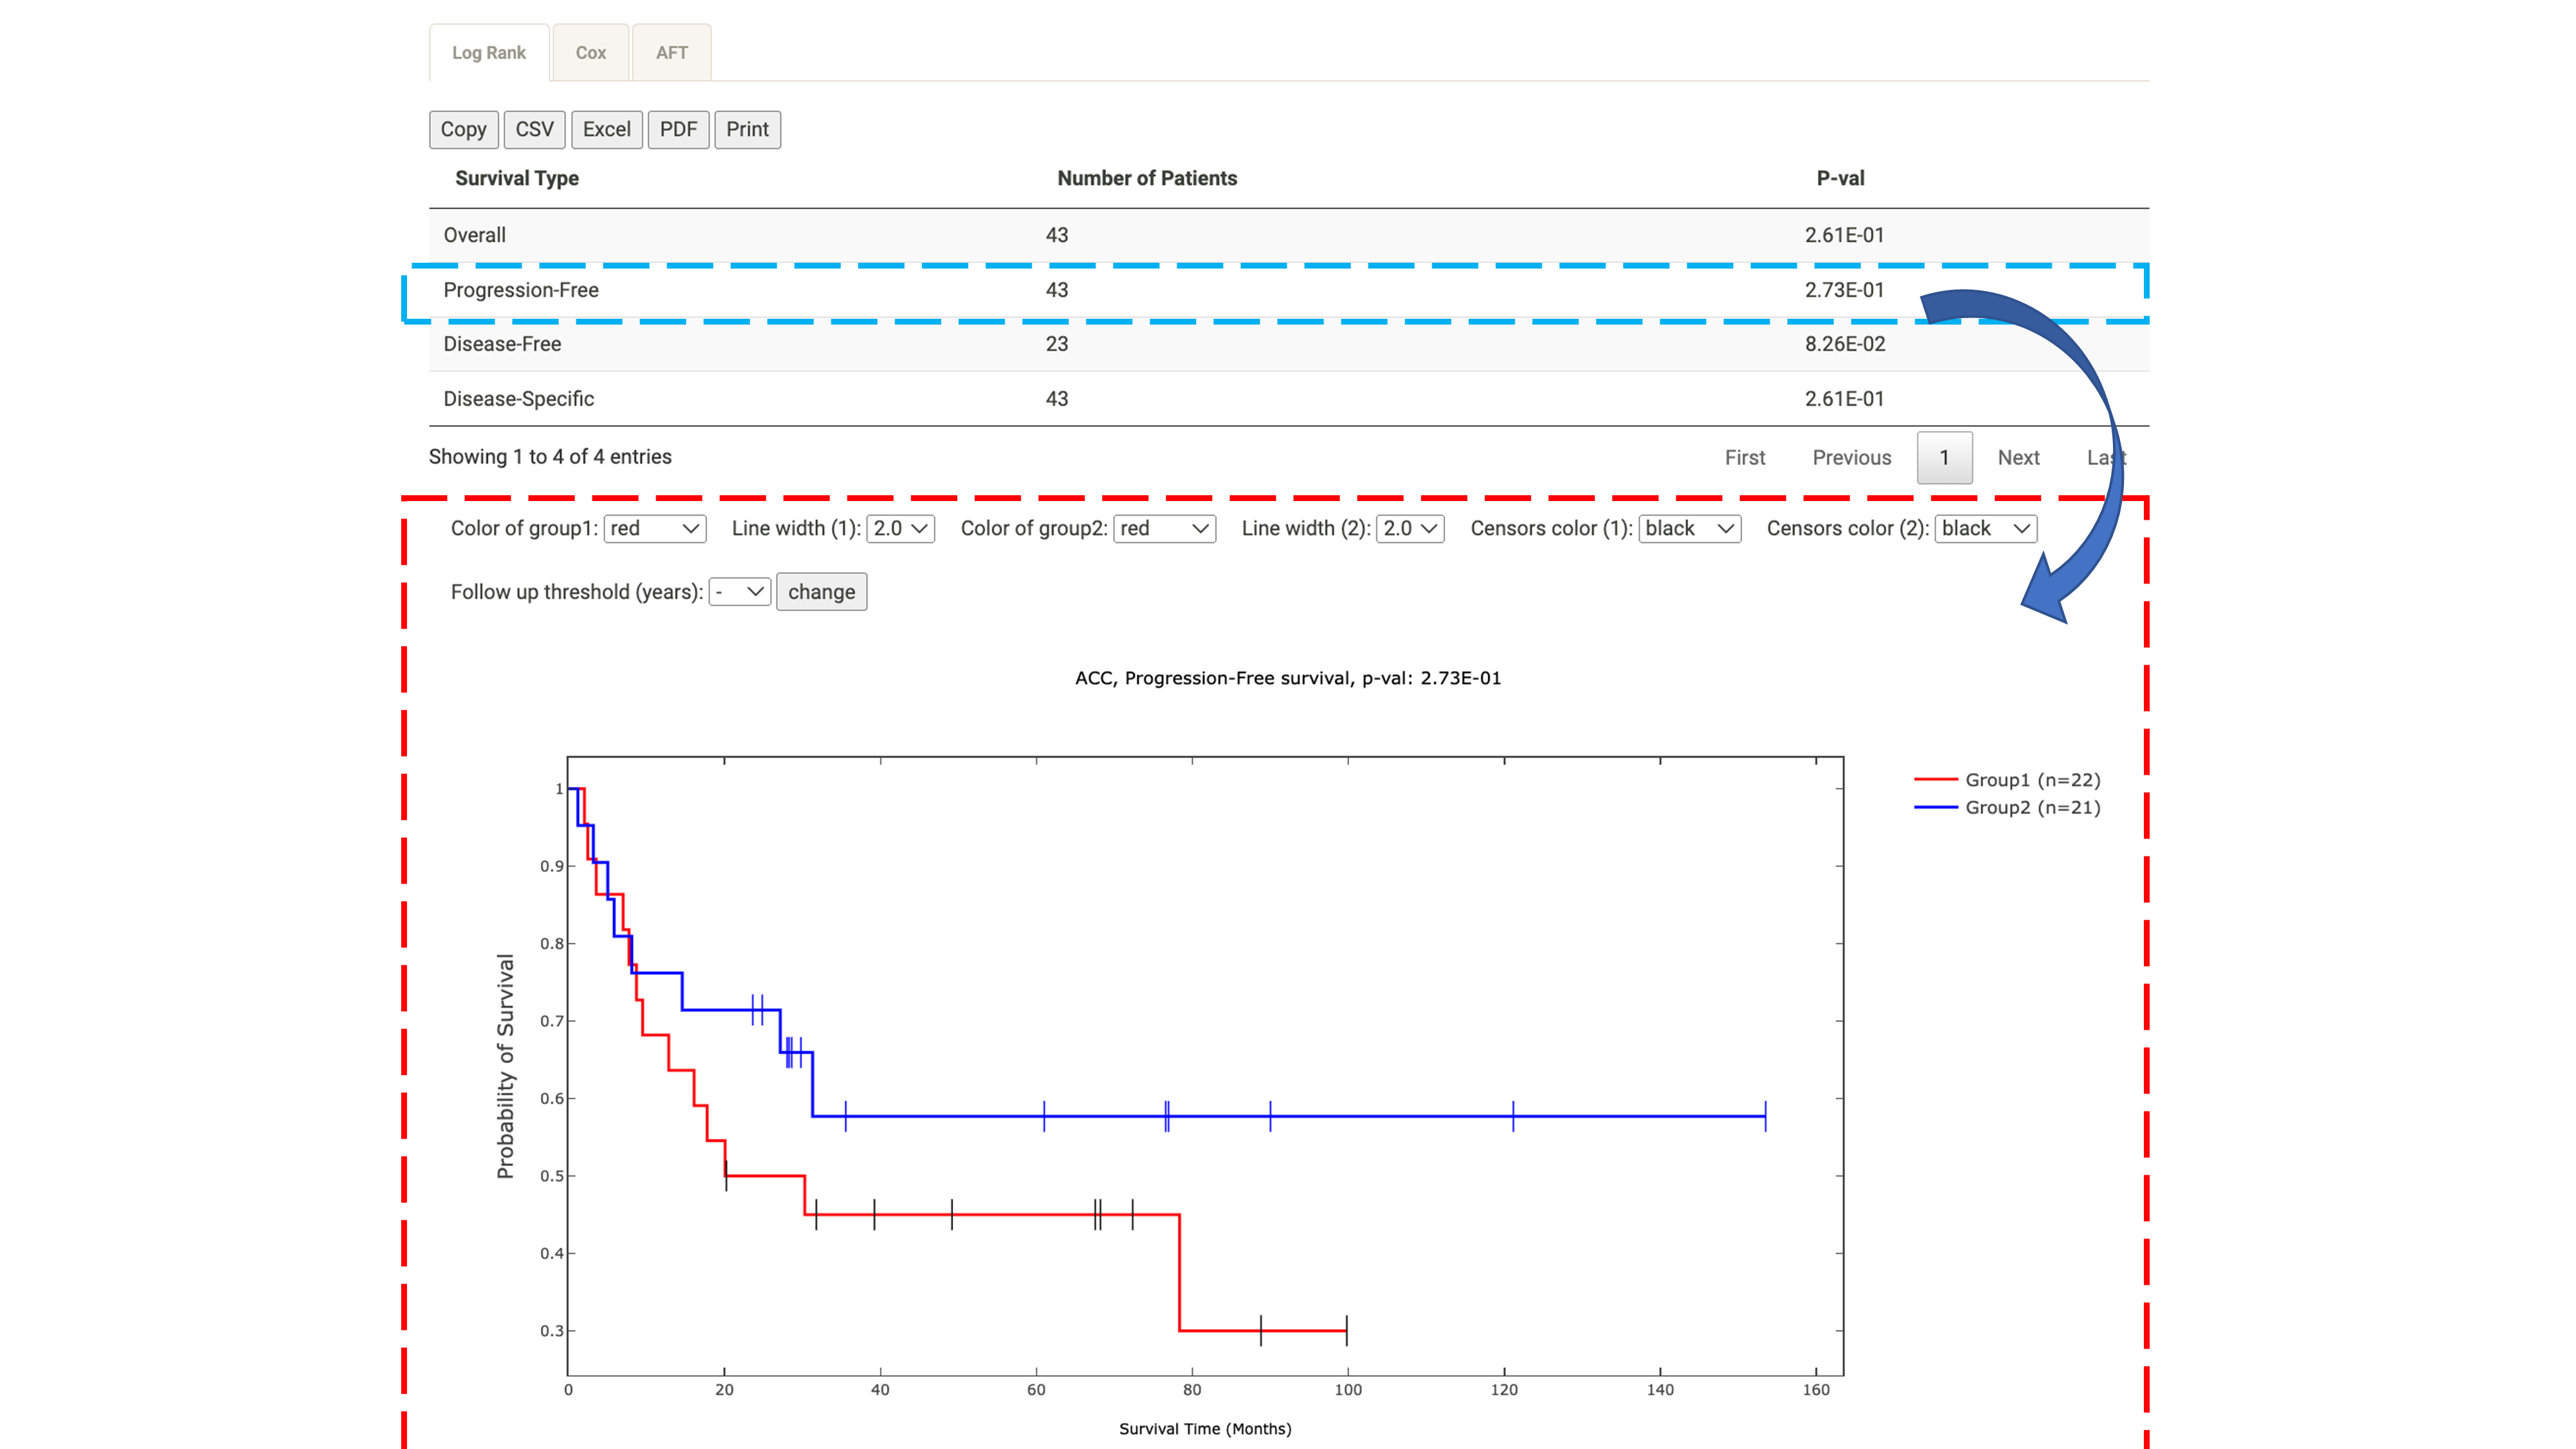 Log Rank Cox AFT
Copy CSV Excel PDF Print
Survival Type Number of Patients P-val
Overall 43 2.61E-01
Progression-Free 43 2.73E-01
Disease-Free 23 8.26E-02
Disease-Specific 43 2.61E-01
Showing 1 to 4 of 4 entries First Previous 1 Next Last
Color of group1: red Line width (1): 2.0 Color of group2: red Line width (2): 2.0 Censors color (1): black Censors color (2): black
Follow up threshold (years): - change
ACC, Progression-Free survival, p-val: 2.73E-01
Group1 (n=22)
Group2 (n=21)
Probability of Survival
1
0.9
0.8
0.7
0.6
0.5
0.4
0.3
0 20 40 60 80 100 120 140 160
Survival Time (Months)